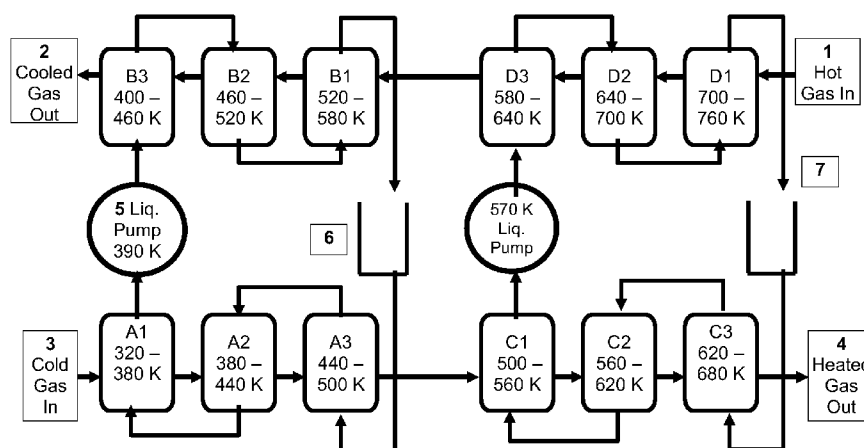 2
Cooled
Gas
Out
B3
400 –
460 K
B2
460 –
520 K
B1
520 –
580 K
D3
580 –
640 K
D2
640 –
700 K
D1
700 –
760 K
1
Hot
Gas In
5 Liq.
Pump
390 K
6
570 K
Liq.
Pump
7
3
Cold
Gas
In
A1
320 –
380 K
A2
380 –
440 K
A3
440 –
500 K
C1
500 –
560 K
C2
560 –
620 K
C3
620 –
680 K
4
Heated
Gas
Out